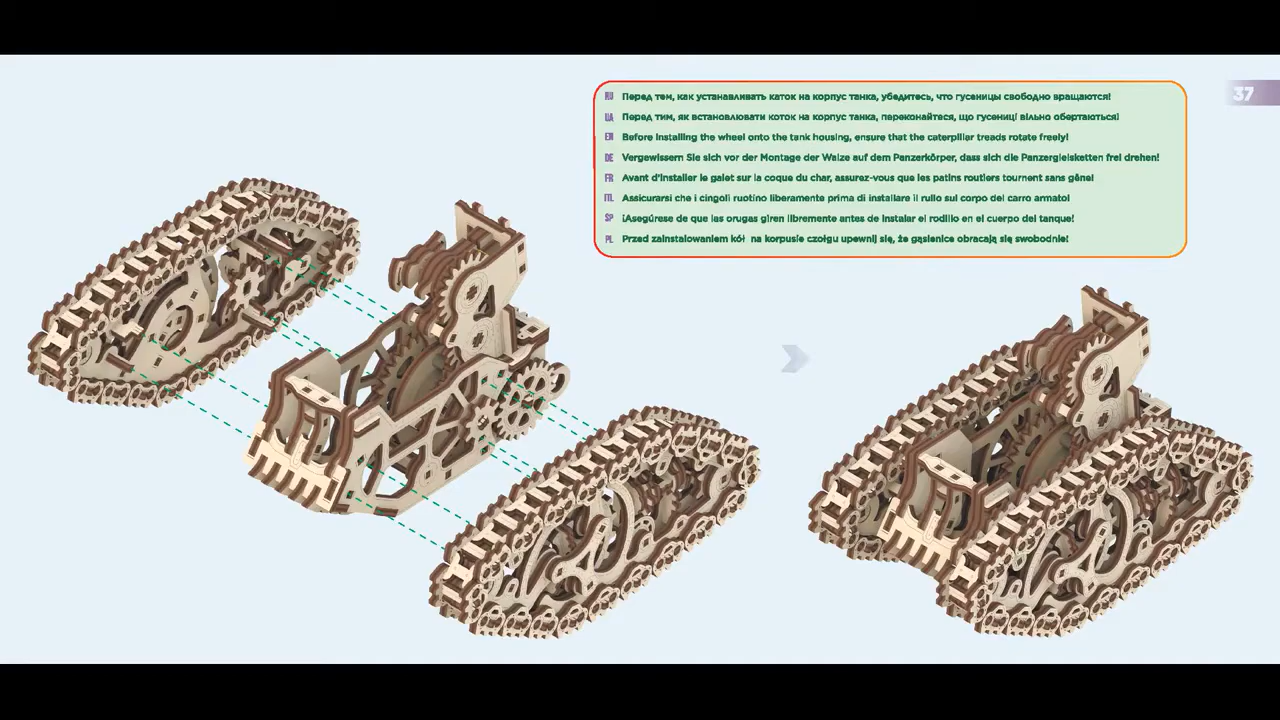 RU Перед тем, как устанавливать каток на корпус танка, убедитесь, что гусеницы свободно вращаются!
UA Перед тим, як встановлювати коток на корпус танка, переконайтеся, що гусениці вільно обертаються!
EN Before installing the wheel onto the tank housing, ensure that the caterpillar treads rotate freely!
DE Vergewissern Sie sich vor der Montage der Walze auf dem Panzerkörper, dass sich die Panzergleisketten frei drehen!
FR Avant d'installer le galet sur la coque du char, assurez-vous que les patins routiers tournent sans gêne!
ITL Assicurarsi che i cingoli ruotino liberamente prima di installare il rullo sul corpo del carro armato!
SP ¡Asegúrese de que las orugas giren libremente antes de instalar el rodillo en el cuerpo del tanque!
PL Przed zainstalowaniem kół na korpusie czołgu upewnij się, że gąsienice obracają się swobodnie!
37